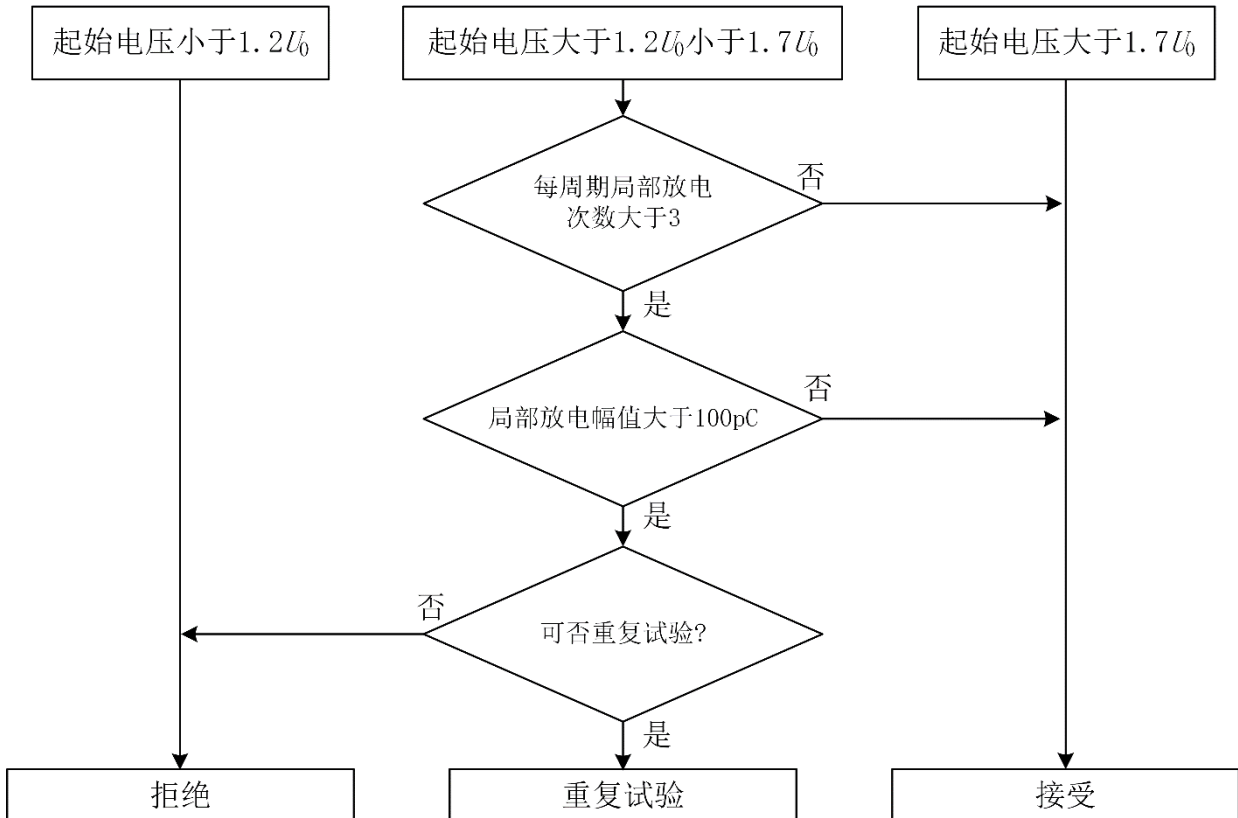 起始电压小于1.2U₀
起始电压大于1.2U₀小于1.7U₀
起始电压大于1.7U₀
每周期局部放电
次数大于3
否
是
局部放电幅值大于100pC
否
是
可否重复试验?
否
是
拒绝
重复试验
接受